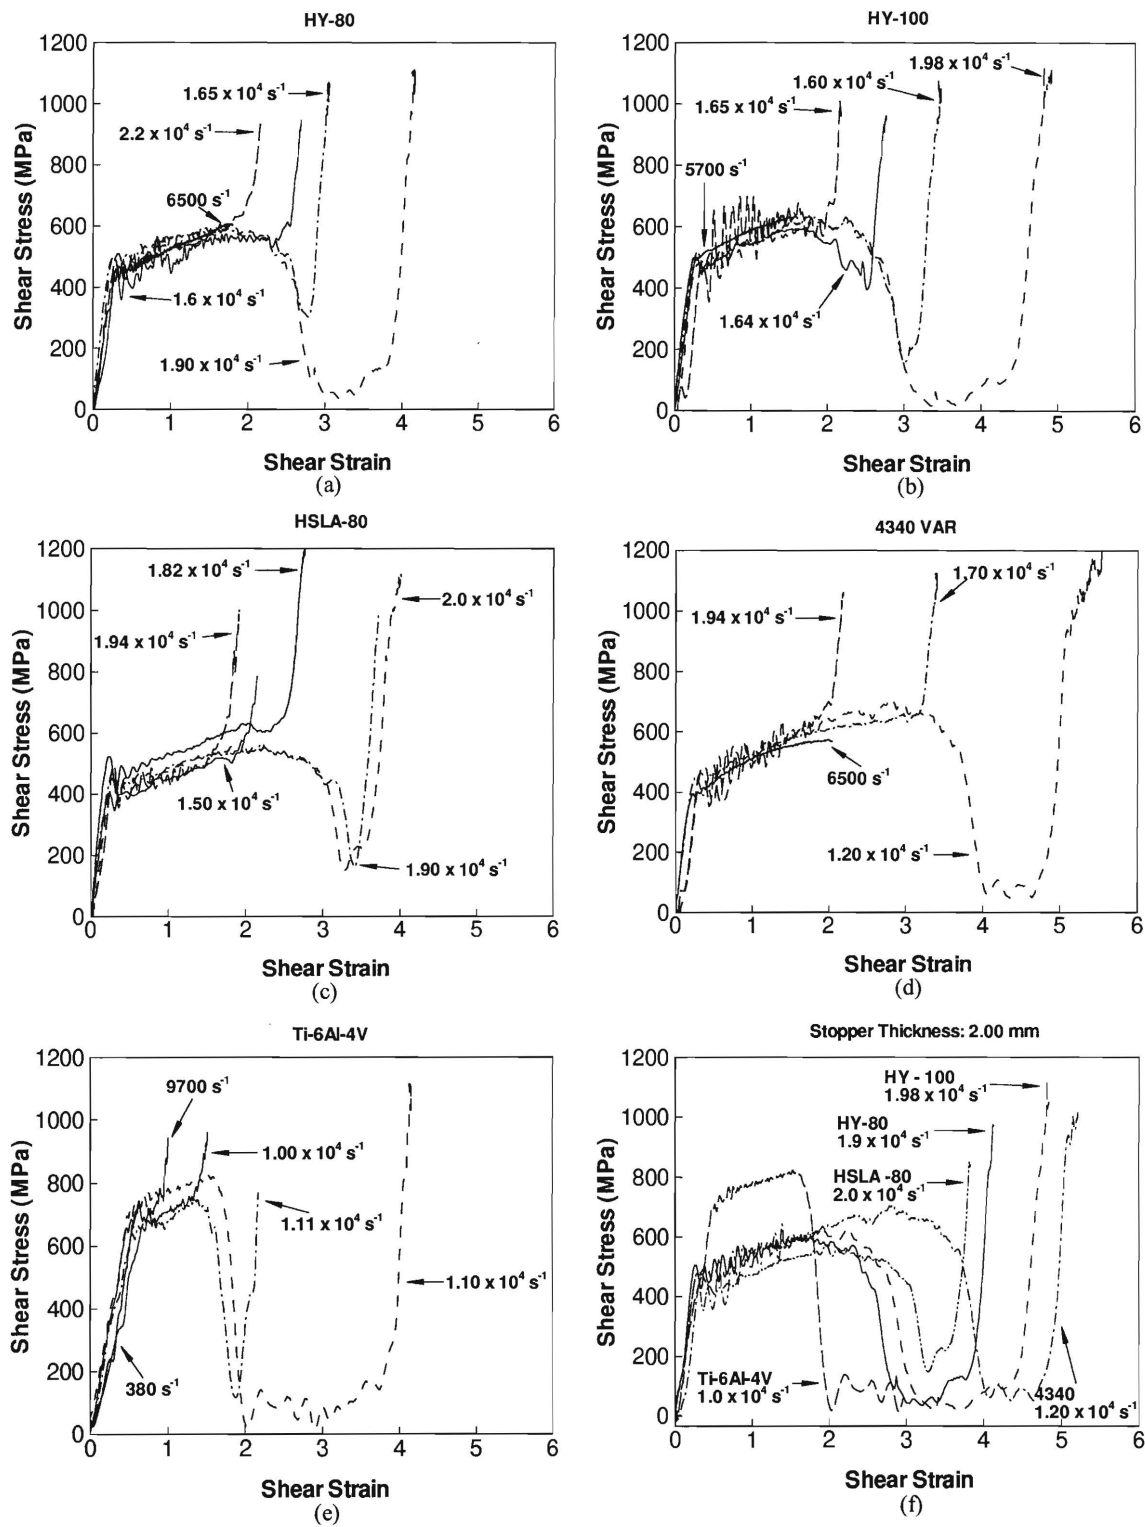 HY-80
1200
1000
800
600
400
200
0
Shear Stress (MPa)
1.65 x 10⁴ s⁻¹
2.2 x 10⁴ s⁻¹
6500 s⁻¹
1.6 x 10⁴ s⁻¹
1.90 x 10⁴ s⁻¹
0 1 2 3 4 5 6
Shear Strain
(a)
HY-100
1200
1000
800
600
400
200
0
Shear Stress (MPa)
1.98 x 10⁴ s⁻¹
1.60 x 10⁴ s⁻¹
1.65 x 10⁴ s⁻¹
5700 s⁻¹
1.64 x 10⁴ s⁻¹
0 1 2 3 4 5 6
Shear Strain
(b)
HSLA-80
1200
1000
800
600
400
200
0
Shear Stress (MPa)
1.82 x 10⁴ s⁻¹
2.0 x 10⁴ s⁻¹
1.94 x 10⁴ s⁻¹
1.50 x 10⁴ s⁻¹
1.90 x 10⁴ s⁻¹
0 1 2 3 4 5 6
Shear Strain
(c)
4340 VAR
1200
1000
800
600
400
200
0
Shear Stress (MPa)
1.70 x 10⁴ s⁻¹
1.94 x 10⁴ s⁻¹
6500 s⁻¹
1.20 x 10⁴ s⁻¹
0 1 2 3 4 5 6
Shear Strain
(d)
Ti-6Al-4V
1200
1000
800
600
400
200
0
Shear Stress (MPa)
9700 s⁻¹
1.00 x 10⁴ s⁻¹
1.11 x 10⁴ s⁻¹
1.10 x 10⁴ s⁻¹
380 s⁻¹
0 1 2 3 4 5 6
Shear Strain
(e)
Stopper Thickness: 2.00 mm
1200
1000
800
600
400
200
0
Shear Stress (MPa)
HY - 100
1.98 x 10⁴ s⁻¹
HY-80
1.9 x 10⁴ s⁻¹
HSLA -80
2.0 x 10⁴ s⁻¹
Ti-6Al-4V
1.0 x 10⁴ s⁻¹
4340
1.20 x 10⁴ s⁻¹
0 1 2 3 4 5 6
Shear Strain
(f)